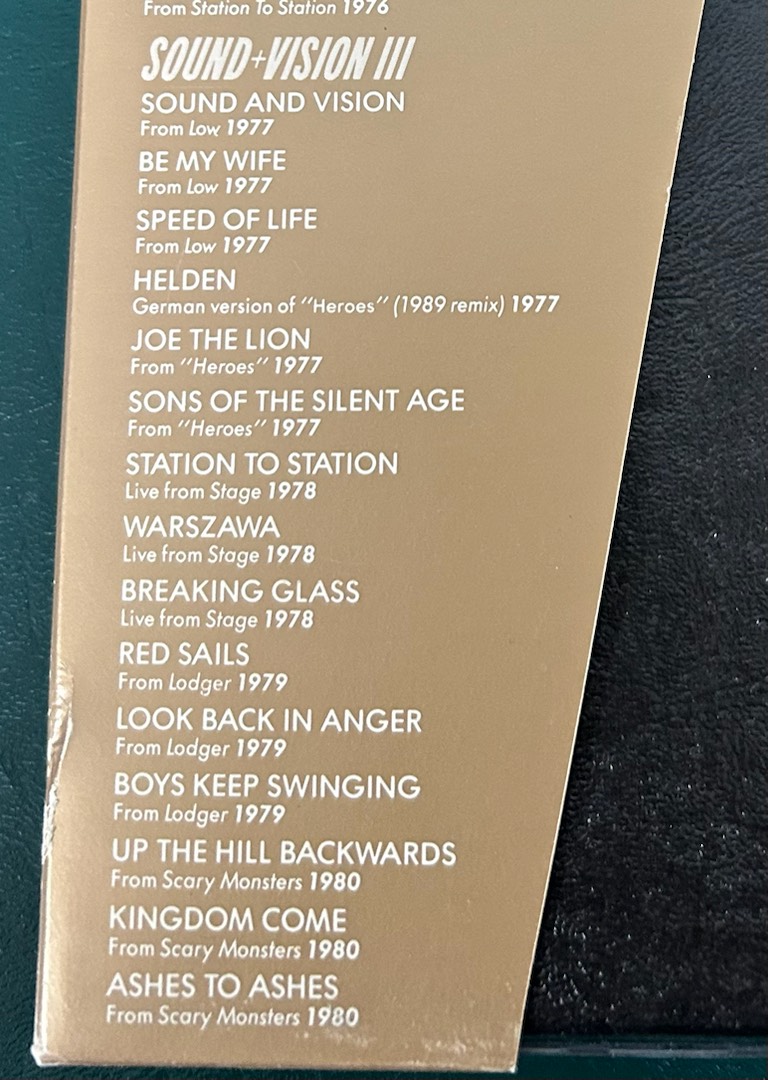 From Station To Station 1976
SOUND+VISION III
SOUND AND VISION
From Low 1977
BE MY WIFE
From Low 1977
SPEED OF LIFE
From Low 1977
HELDEN
German version of "Heroes" (1989 remix) 1977
JOE THE LION
From "Heroes" 1977
SONS OF THE SILENT AGE
From "Heroes" 1977
STATION TO STATION
Live from Stage 1978
WARSZAWA
Live from Stage 1978
BREAKING GLASS
Live from Stage 1978
RED SAILS
From Lodger 1979
LOOK BACK IN ANGER
From Lodger 1979
BOYS KEEP SWINGING
From Lodger 1979
UP THE HILL BACKWARDS
From Scary Monsters 1980
KINGDOM COME
From Scary Monsters 1980
ASHES TO ASHES
From Scary Monsters 1980